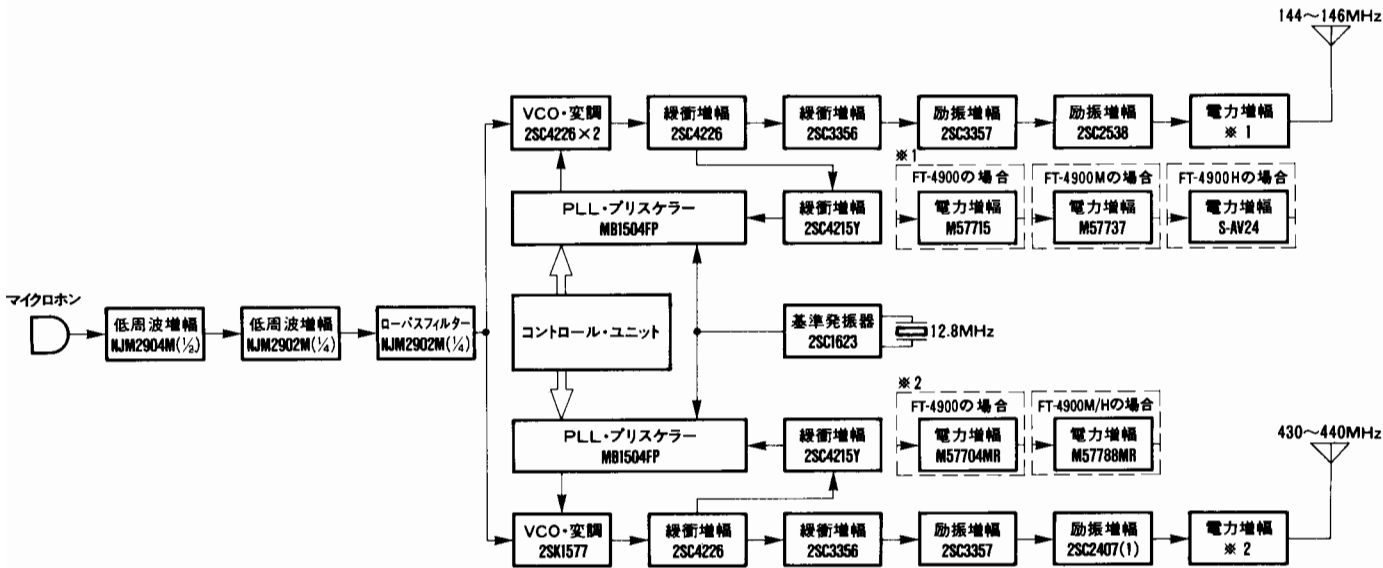 144〜146MHz
VCO・変調
2SC4226×2
緩衝増幅
2SC4226
緩衝増幅
2SC3356
励振増幅
2SC3357
励振増幅
2SC2538
電力増幅
※1
※1
FT-4900の場合
FT-4900Mの場合
FT-4900Hの場合
PLL・プリスケラー
MB1504FP
緩衝増幅
2SC4215Y
電力増幅
M57715
電力増幅
M57737
電力増幅
S-AV24
マイクロホン
低周波増幅
NJM2904M(½)
低周波増幅
NJM2902M(¼)
ローパスフィルター
NJM2902M(¼)
コントロール・ユニット
基準発振器
2SC1623
12.8MHz
※2
FT-4900の場合
FT-4900M/Hの場合
PLL・プリスケラー
MB1504FP
緩衝増幅
2SC4215Y
電力増幅
M57704MR
電力増幅
M57788MR
430〜440MHz
VCO・変調
2SK1577
緩衝増幅
2SC4226
緩衝増幅
2SC3356
励振増幅
2SC3357
励振増幅
2SC2407(1)
電力増幅
※2